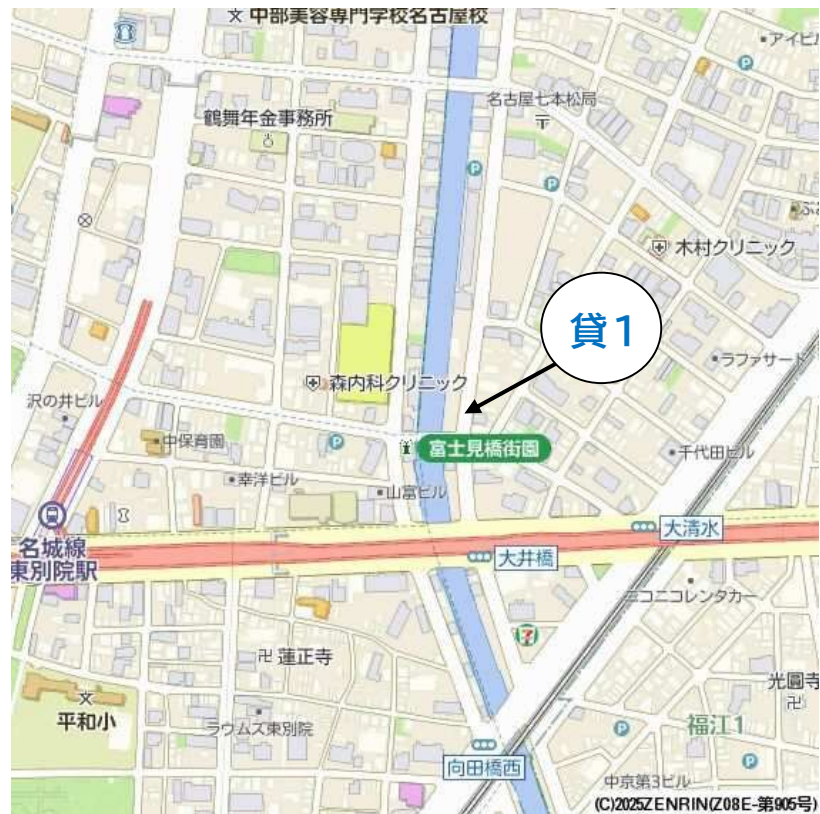 中部美容専門学校名古屋校
アイビル
名古屋七本松局
鶴舞年金事務所
木村クリニック
貸1
ラファサード
森内科クリニック
沢の井ビル
中保育園
富士見橋街園
千代田ビル
幸洋ビル
山富ビル
大清水
名城線
東別院駅
大井橋
ニコニコレンタカー
蓮正寺
光圓寺
平和小
ラウムズ東別院
福江1
向田橋西
中京第3ビル
(C)2025ZENRIN(Z08E-第905号)